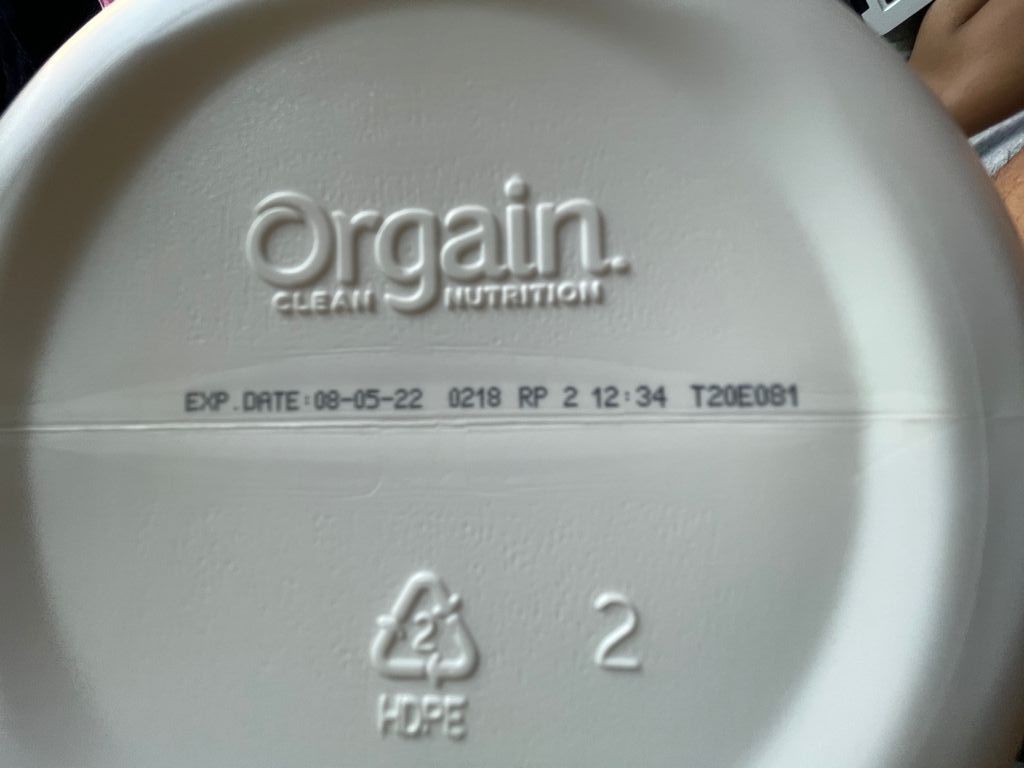 Orgain.
CLEAN NUTRITION
EXP.DATE:08-05-22 0218 RP 2 12:34 T20E081
2 2
HDPE